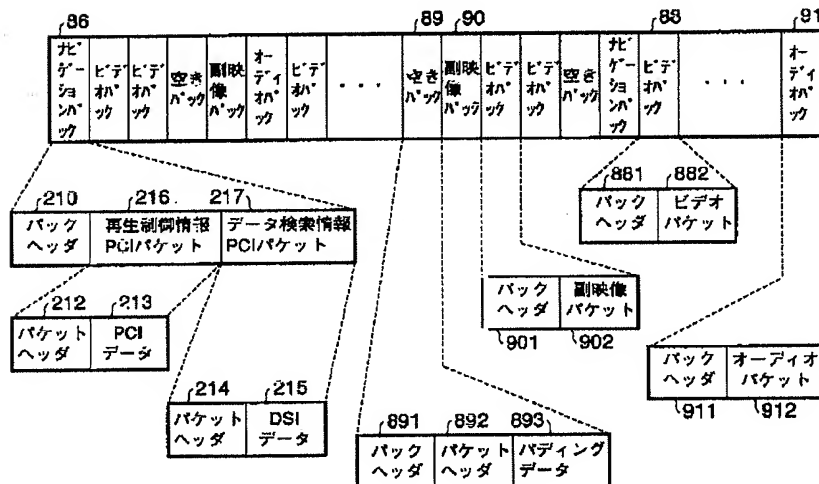 86
89
90
88
91
ナビ
ゲー
ショ
ンパ
ック
ビデ
オパ
ック
ビデ
オパ
ック
空き
パック
副映
像
パック
オー
ディ
オパ
ック
ビデ
オパ
ック
・・・
空き
パック
副映
像
パック
ビデ
オパ
ック
ビデ
オパ
ック
空き
パック
ナビ
ゲー
ショ
ンパ
ック
ビデ
オパ
ック
・・・
オー
ディ
オパ
ック
210
216
217
パック
ヘッダ
再生制御情報
PCIパケット
データ検索情報
PCIパケット
881
882
パック
ヘッダ
ビデオ
パケット
212
213
パケット
ヘッダ
PCI
データ
パック
ヘッダ
副映像
パケット
901
902
214
215
パケット
ヘッダ
DSI
データ
パック
ヘッダ
オーディオ
パケット
911
912
891
892
893
パック
ヘッダ
パケット
ヘッダ
パディング
データ